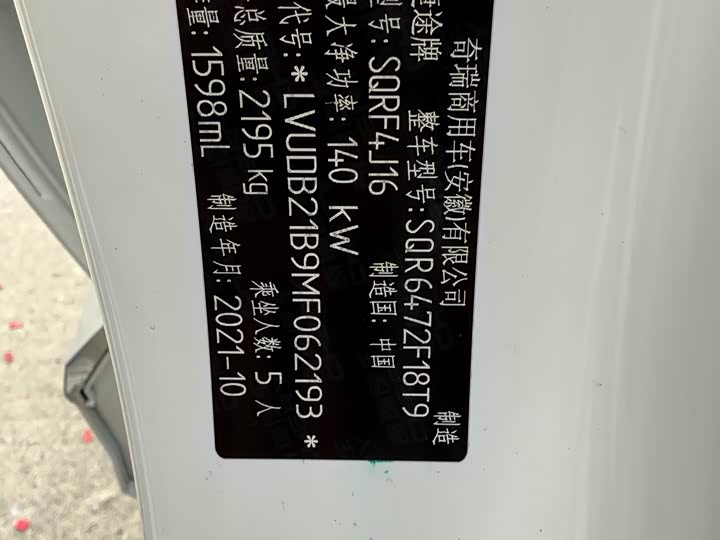 奇瑞商用车(安徽)有限公司 制造
途牌 整车型号:SQR6472F18T9
型号:SQRF4J16 制造国:中国
最大净功率:140 kW
代号:*LVUDB21B9MF062193*
总质量:2195 kg 乘坐人数:5 人
量:1598mL 制造年月:2021-10